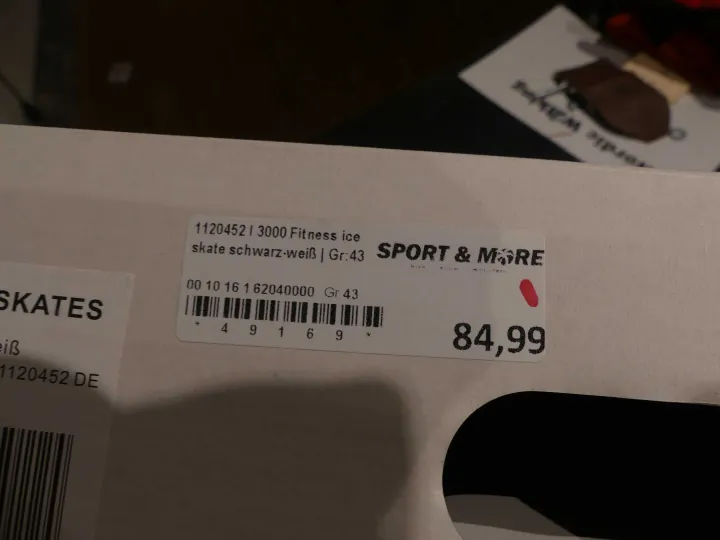 1120452 I 3000 Fitness ice
skate schwarz-weiß | Gr:43
SPORT & MORE
00 10 16 1 62040000 Gr 43
* 4 9 1 6 9 *
84,99
SKATES
eiß
1120452 DE